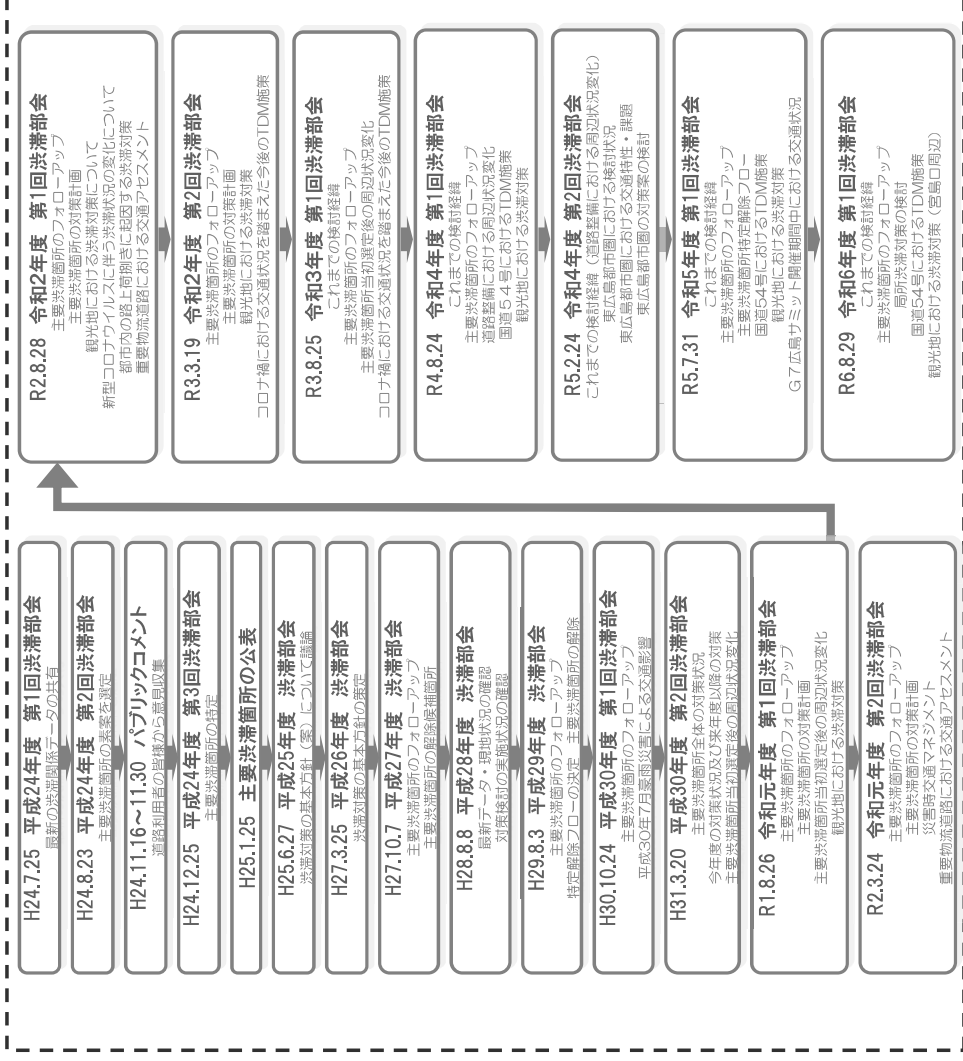 H24.7.25 平成24年度 第1回渋滞部会
最新の渋滞関係データの共有
H24.8.23 平成24年度 第2回渋滞部会
主要渋滞箇所の素案を選定
H24.11.16～11.30 パブリックコメント
道路利用者の皆様から意見収集
H24.12.25 平成24年度 第3回渋滞部会
主要渋滞箇所の特定
H25.1.25 主要渋滞箇所の公表
H25.6.27 平成25年度 渋滞部会
渋滞対策の基本方針（案）について議論
H27.3.25 平成26年度 渋滞部会
渋滞対策の基本方針の策定
H27.10.7 平成27年度 渋滞部会
主要渋滞箇所のフォローアップ
主要渋滞箇所の解除候補箇所
H28.8.8 平成28年度 渋滞部会
最新データ・現地状況の確認
対策検討の実施状況の確認
H29.8.3 平成29年度 渋滞部会
主要渋滞箇所のフォローアップ
特定解除フローの決定 主要渋滞箇所の解除
H30.10.24 平成30年度 第1回渋滞部会
主要渋滞箇所のフォローアップ
平成30年7月豪雨災害による交通影響
H31.3.20 平成30年度 第2回渋滞部会
主要渋滞箇所全体の対策状況
今年度の対策状況及び来年度以降の対策
主要渋滞箇所当初選定後の周辺状況変化
R1.8.26 令和元年度 第1回渋滞部会
主要渋滞箇所のフォローアップ
主要渋滞箇所の対策計画
主要渋滞箇所当初選定後の周辺状況変化
観光地における渋滞対策
R2.3.24 令和元年度 第2回渋滞部会
主要渋滞箇所のフォローアップ
主要渋滞箇所の対策計画
災害時交通マネジメント
重要物流道路における交通アセスメント
R2.8.28 令和2年度 第1回渋滞部会
主要渋滞箇所のフォローアップ
主要渋滞箇所の対策計画
観光地における渋滞対策について
新型コロナウイルスに伴う渋滞状況の変化について
都市内の路上荷捌きに起因する渋滞対策
重要物流道路における交通アセスメント
R3.3.19 令和2年度 第2回渋滞部会
主要渋滞箇所のフォローアップ
主要渋滞箇所の対策計画
観光地における渋滞対策
コロナ禍における交通状況を踏まえた今後のTDM施策
R3.8.25 令和3年度 第1回渋滞部会
これまでの検討経緯
主要渋滞箇所のフォローアップ
主要渋滞箇所当初選定後の周辺状況変化
コロナ禍における交通状況を踏まえた今後のTDM施策
R4.8.24 令和4年度 第1回渋滞部会
これまでの検討経緯
主要渋滞箇所のフォローアップ
道路整備における周辺状況変化
国道５４号におけるTDM施策
観光地における渋滞対策
R5.2.24 令和4年度 第2回渋滞部会
これまでの検討経緯（道路整備における周辺状況変化）
東広島都市圏における検討状況
東広島都市圏における交通特性・課題
東広島都市圏の対策案の検討
R5.7.31 令和5年度 第1回渋滞部会
これまでの検討経緯
主要渋滞箇所のフォローアップ
主要渋滞箇所特定解除フロー
国道54号におけるTDM施策
観光地における渋滞対策
Ｇ７広島サミット開催期間中における交通状況
R6.8.29 令和6年度 第1回渋滞部会
これまでの検討経緯
主要渋滞箇所のフォローアップ
局所渋滞対策の検討
国道54号におけるTDM施策
観光地における渋滞対策（宮島口周辺）